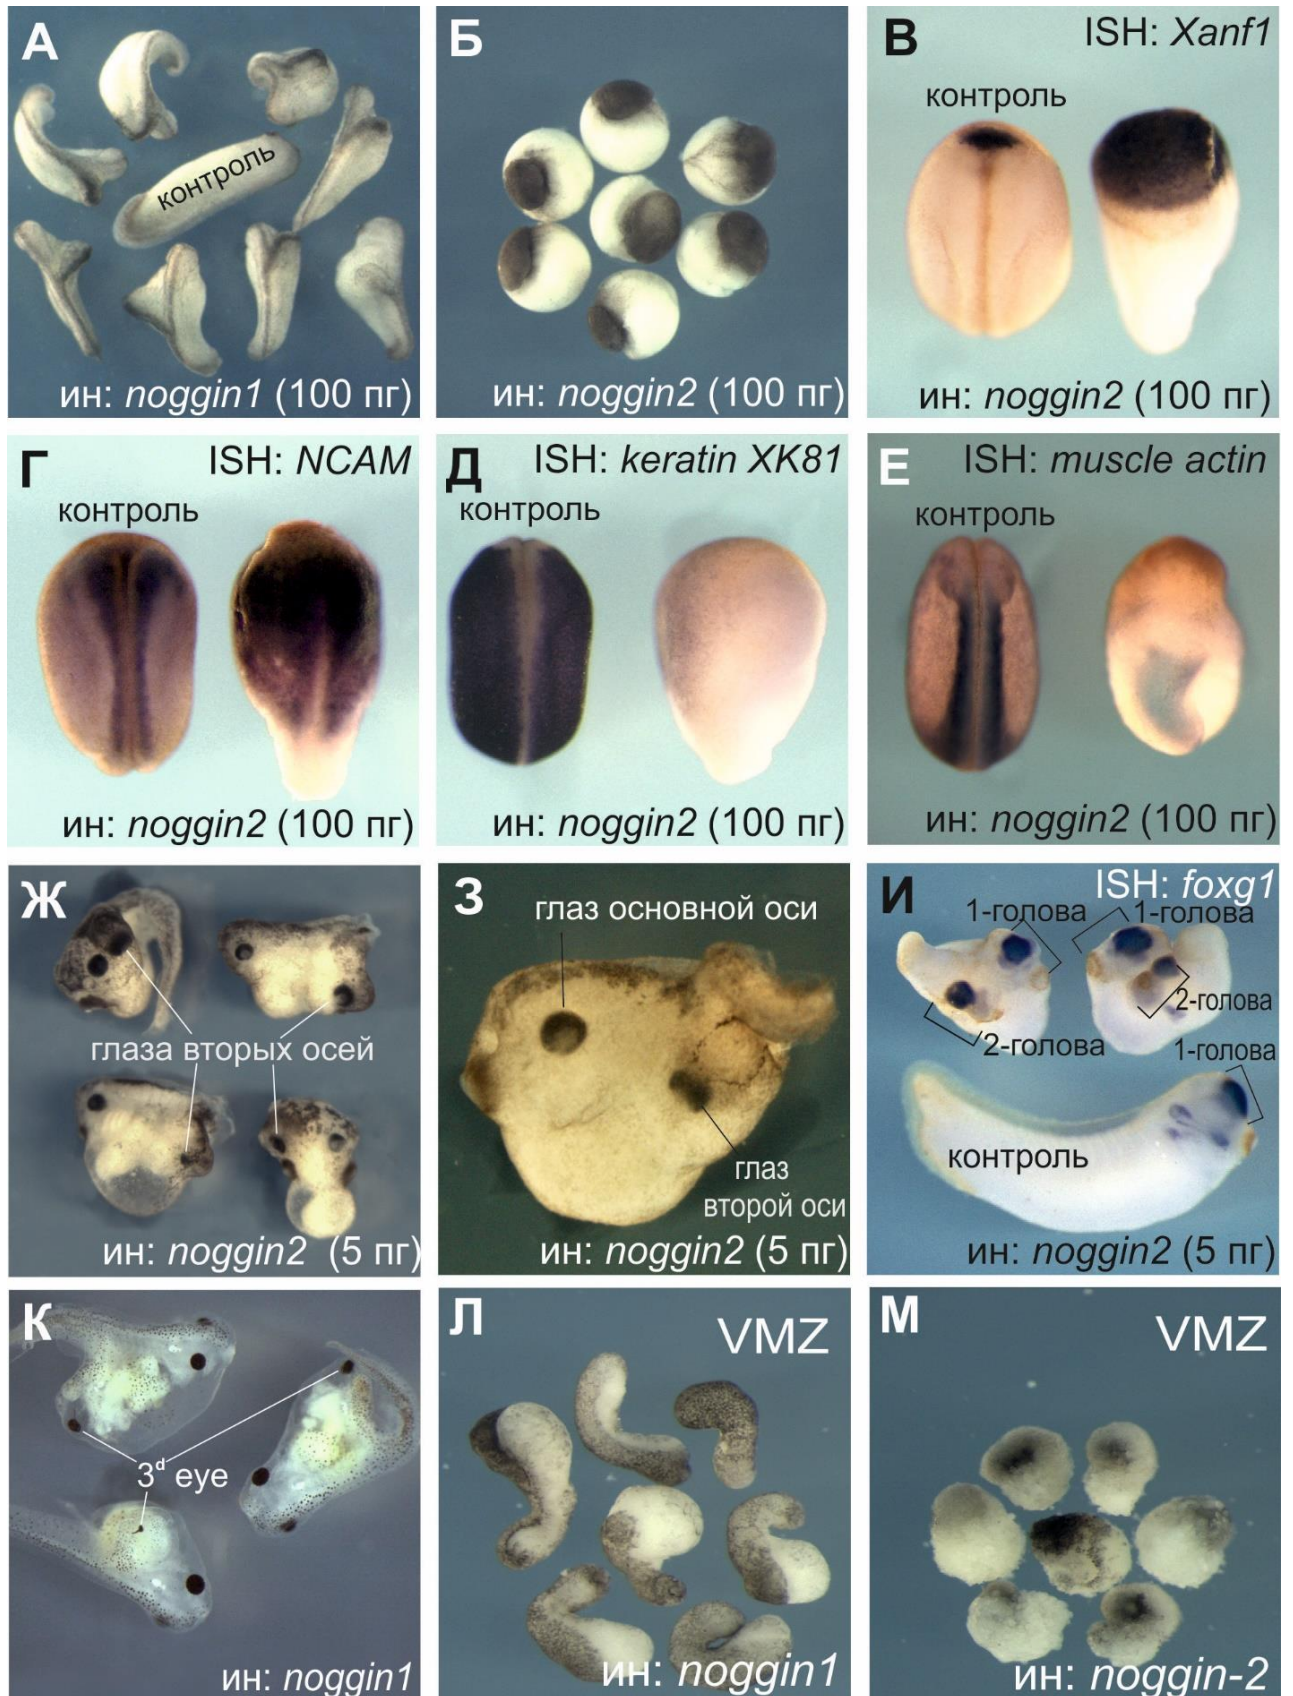 А
контроль
ин: noggin1 (100 пг)
Б
ин: noggin2 (100 пг)
В
ISH: Xanf1
контроль
ин: noggin2 (100 пг)
Г
ISH: NCAM
контроль
ин: noggin2 (100 пг)
Д
ISH: keratin XK81
контроль
ин: noggin2 (100 пг)
Е
ISH: muscle actin
контроль
ин: noggin2 (100 пг)
Ж
глаза вторых осей
ин: noggin2 (5 пг)
З
глаз основной оси
глаз
второй оси
ин: noggin2 (5 пг)
И
ISH: foxg1
1-голова
1-голова
2-голова
2-голова
1-голова
контроль
ин: noggin2 (5 пг)
К
3d eye
ин: noggin1
Л
VMZ
ин: noggin1
М
VMZ
ин: noggin-2